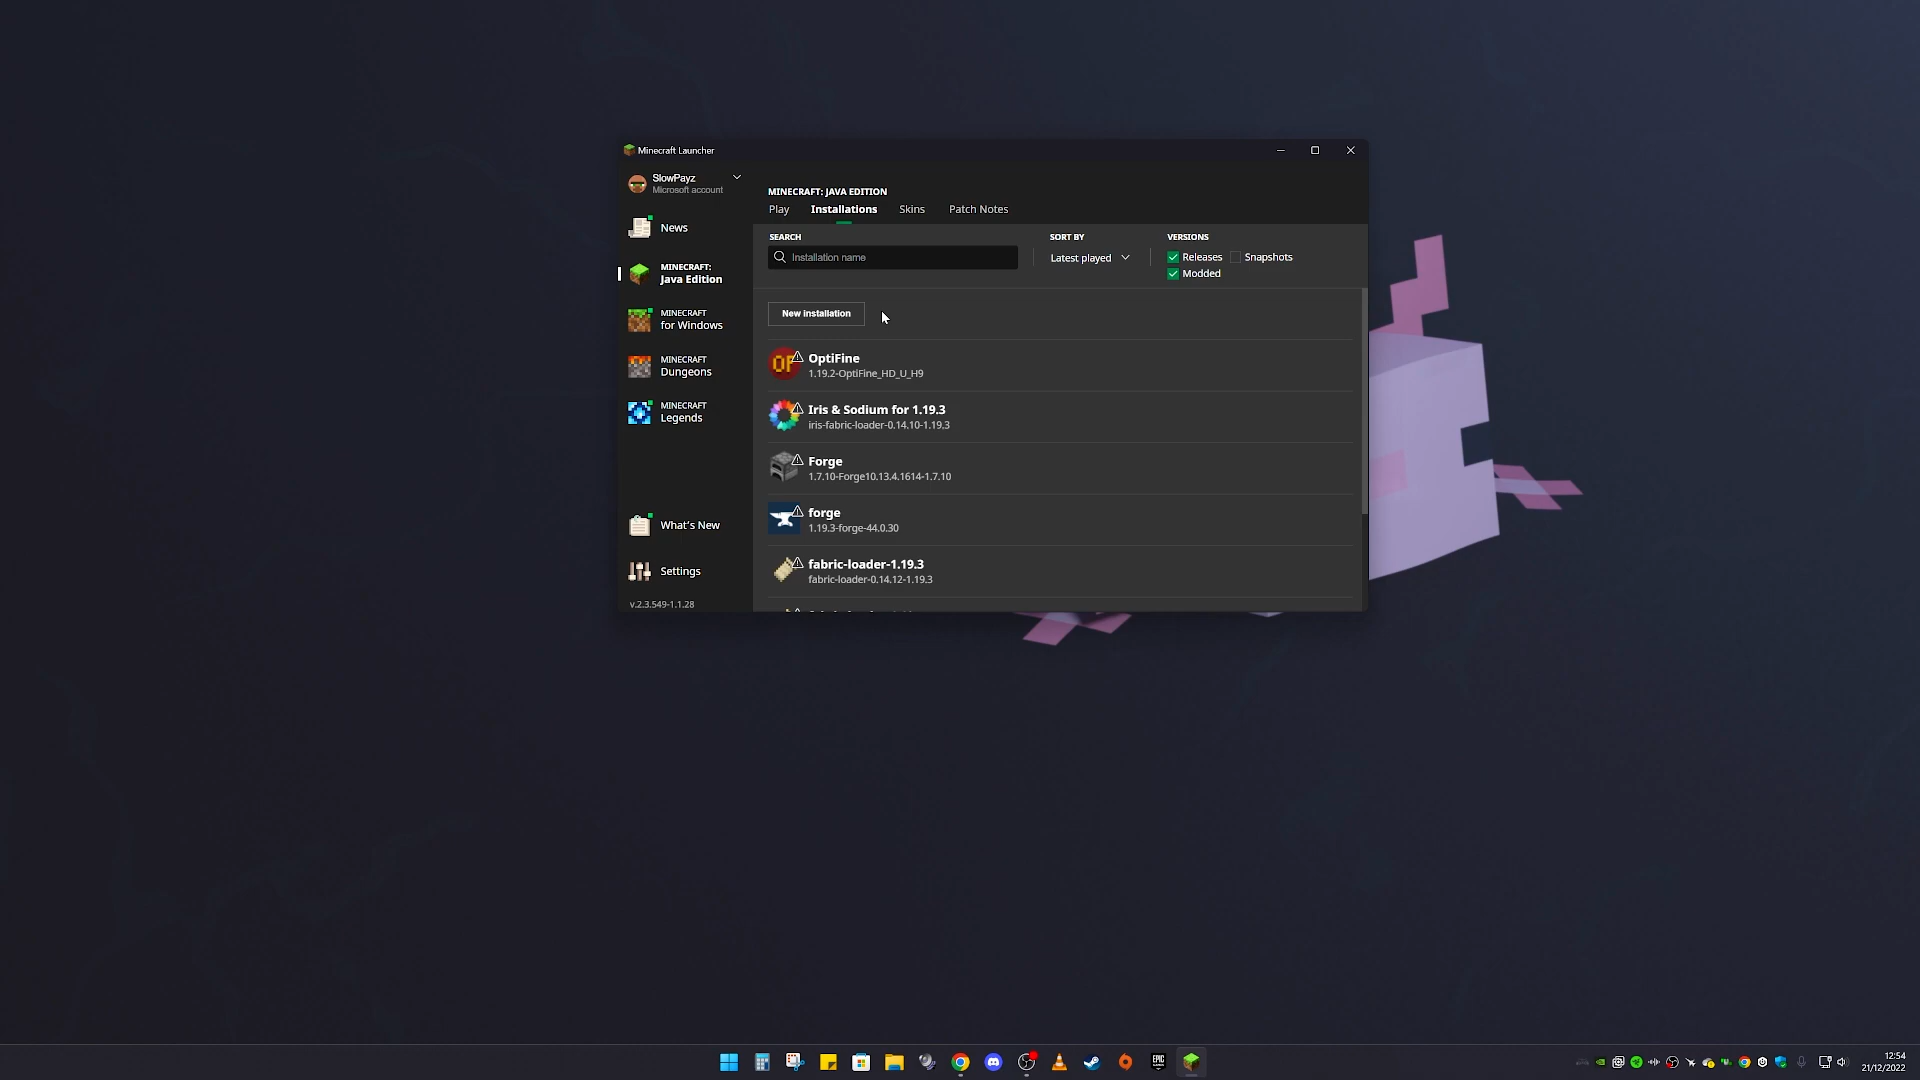 Minecraft Launcher
SlowPayz
Microsoft account
News
MINECRAFT:
Java Edition
MINECRAFT
for Windows
MINECRAFT
Dungeons
MINECRAFT
Legends
What's New
Settings
v.2.3.549-1.1.28
MINECRAFT: JAVA EDITION
Play Installations Skins Patch Notes
SEARCH
Installation name
SORT BY
Latest played
VERSIONS
Releases Snapshots
Modded
New installation
OptiFine
1.19.2-OptiFine_HD_U_H9
Iris & Sodium for 1.19.3
iris-fabric-loader-0.14.10-1.19.3
Forge
1.7.10-Forge10.13.4.1614-1.7.10
forge
1.19.3-forge-44.0.30
fabric-loader-1.19.3
fabric-loader-0.14.12-1.19.3
EPIC
GAMES
12:54
21/12/2022